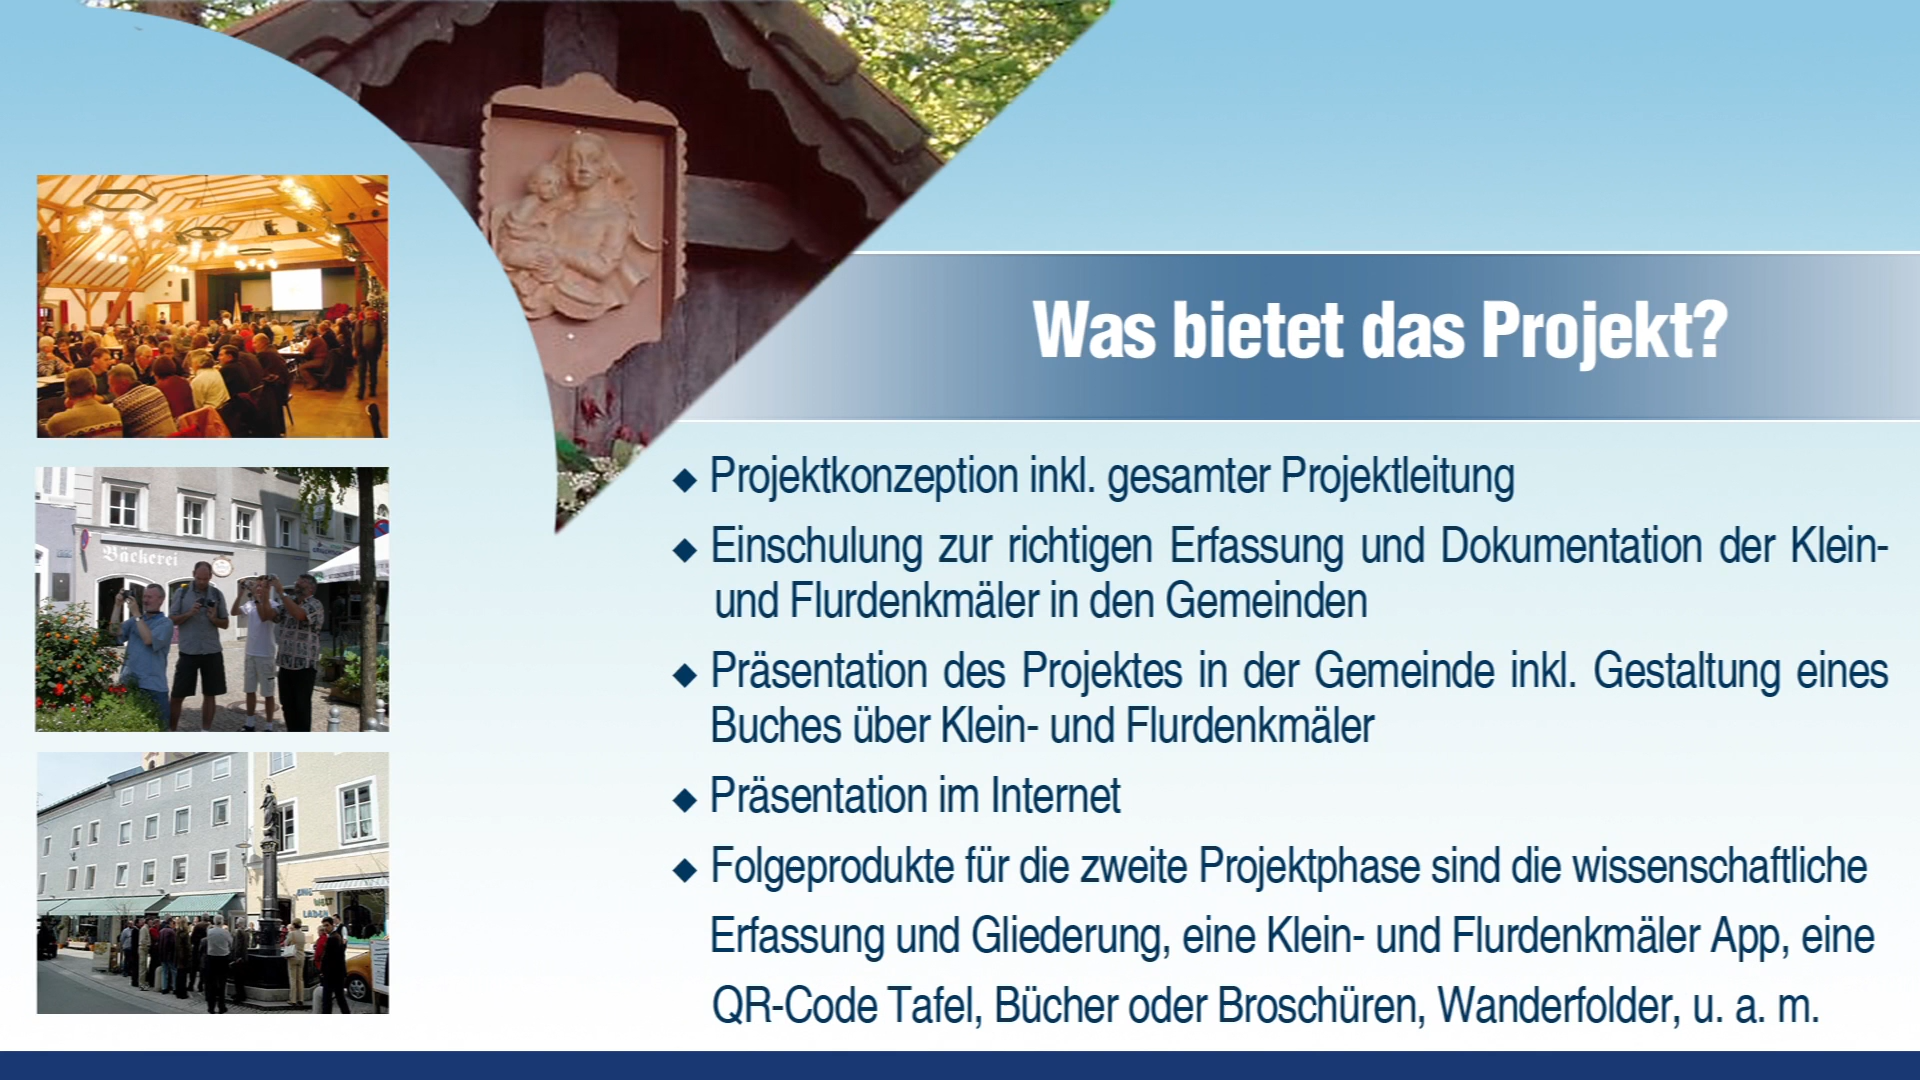 Was bietet das Projekt?
Projektkonzeption inkl. gesamter Projektleitung
Einschulung zur richtigen Erfassung und Dokumentation der Klein-
und Flurdenkmäler in den Gemeinden
Präsentation des Projektes in der Gemeinde inkl. Gestaltung eines
Buches über Klein- und Flurdenkmäler
Präsentation im Internet
Folgeprodukte für die zweite Projektphase sind die wissenschaftliche
Erfassung und Gliederung, eine Klein- und Flurdenkmäler App, eine
QR-Code Tafel, Bücher oder Broschüren, Wanderfolder, u. a. m.
Bäckerei
WELT
LADEN